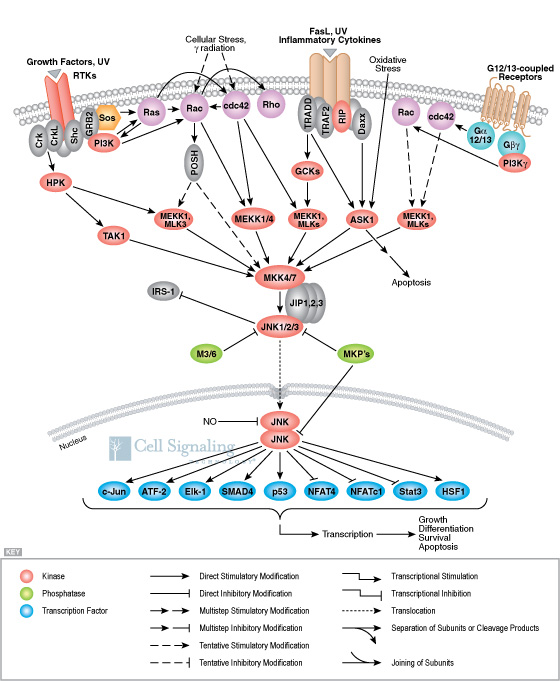 Cellular Stress,
γ radiation
FasL, UV
Inflammatory Cytokines
Oxidative
Stress
G12/13-coupled
Receptors
Growth Factors, UV
RTKs
Crk
CrkL
Shc
GRB2
Sos
PI3K
Ras
Rac
cdc42
Rho
TRADD
TRAF2
RIP
Daxx
Rac
cdc42
Gα
12/13
Gβγ
PI3Kγ
POSH
HPK
GCKs
TAK1
MEKK1,
MLK3
MEKK1/4
MEKK1,
MLKs
ASK1
MEKK1,
MLKs
Apoptosis
MKK4/7
IRS-1
JIP1,2,3
JNK1/2/3
M3/6
MKP's
Nucleus
NO
JNK
JNK
Cell Signaling
TECHNOLOGY
c-Jun
ATF-2
Elk-1
SMAD4
p53
NFAT4
NFATc1
Stat3
HSF1
Transcription
Growth
Differentiation
Survival
Apoptosis
KEY
Kinase
Phosphatase
Transcription Factor
Direct Stimulatory Modification
Direct Inhibitory Modification
Multistep Stimulatory Modification
Multistep Inhibitory Modification
Tentative Stimulatory Modification
Tentative Inhibitory Modification
Transcriptional Stimulation
Transcriptional Inhibition
Translocation
Separation of Subunits or Cleavage Products
Joining of Subunits